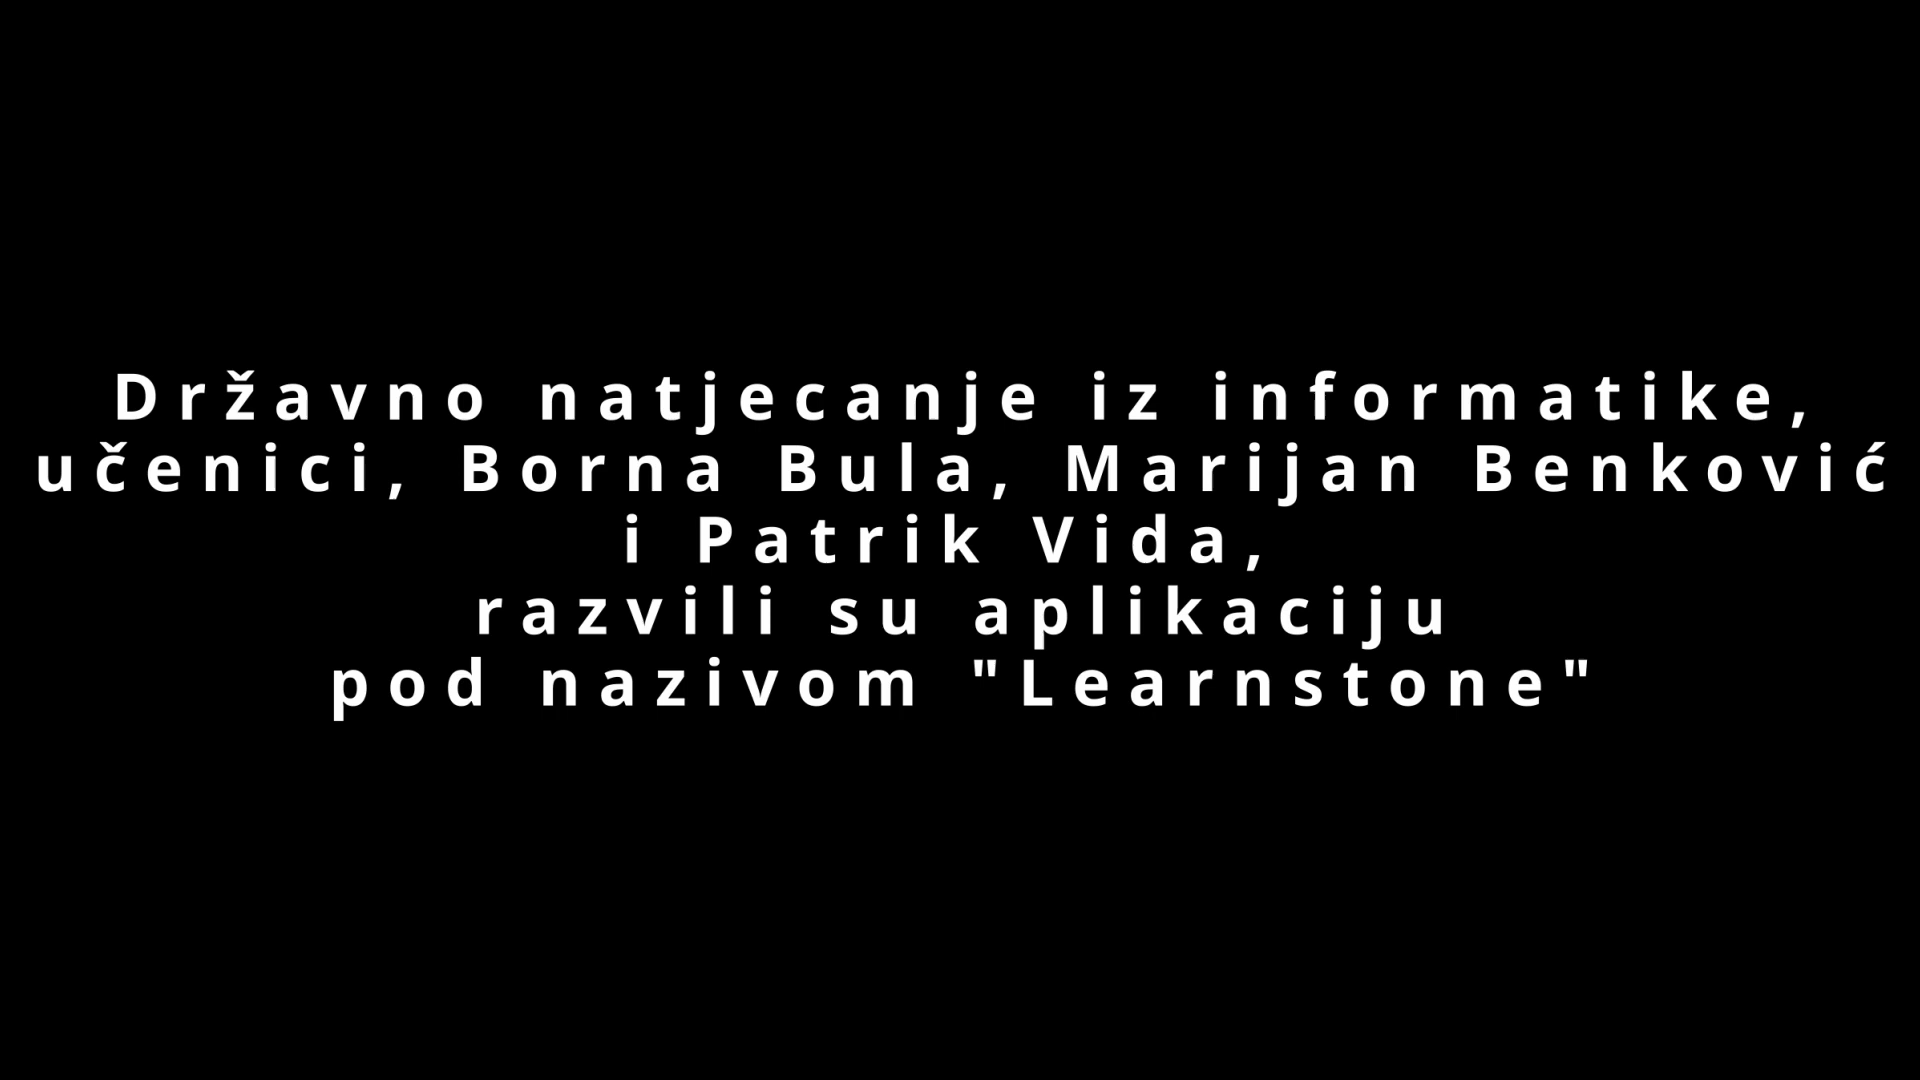 Državno natjecanje iz informatike,
učenici, Borna Bula, Marijan Benković
i Patrik Vida,
razvili su aplikaciju
pod nazivom "Learnstone"